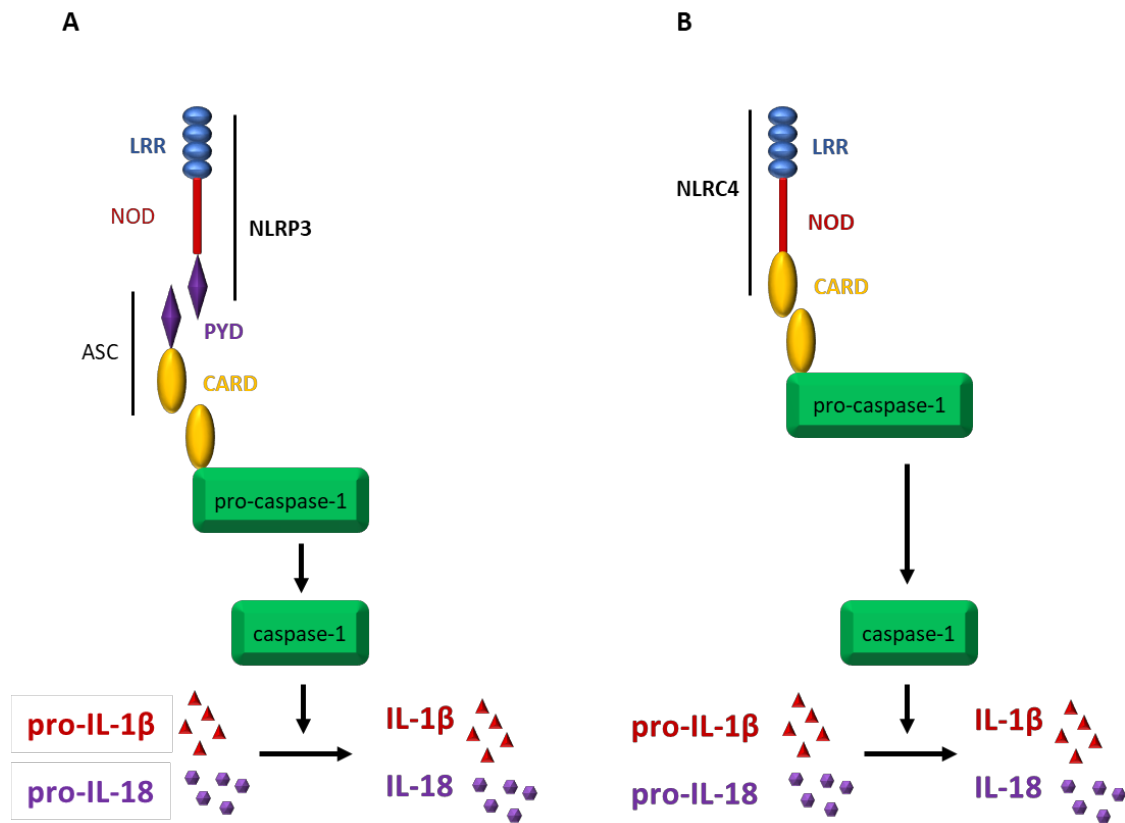 A
LRR
NOD
NLRP3
PYD
ASC
CARD
pro-caspase-1
caspase-1
pro-IL-1β
IL-1β
pro-IL-18
IL-18
B
LRR
NLRC4
NOD
CARD
pro-caspase-1
caspase-1
pro-IL-1β
IL-1β
pro-IL-18
IL-18